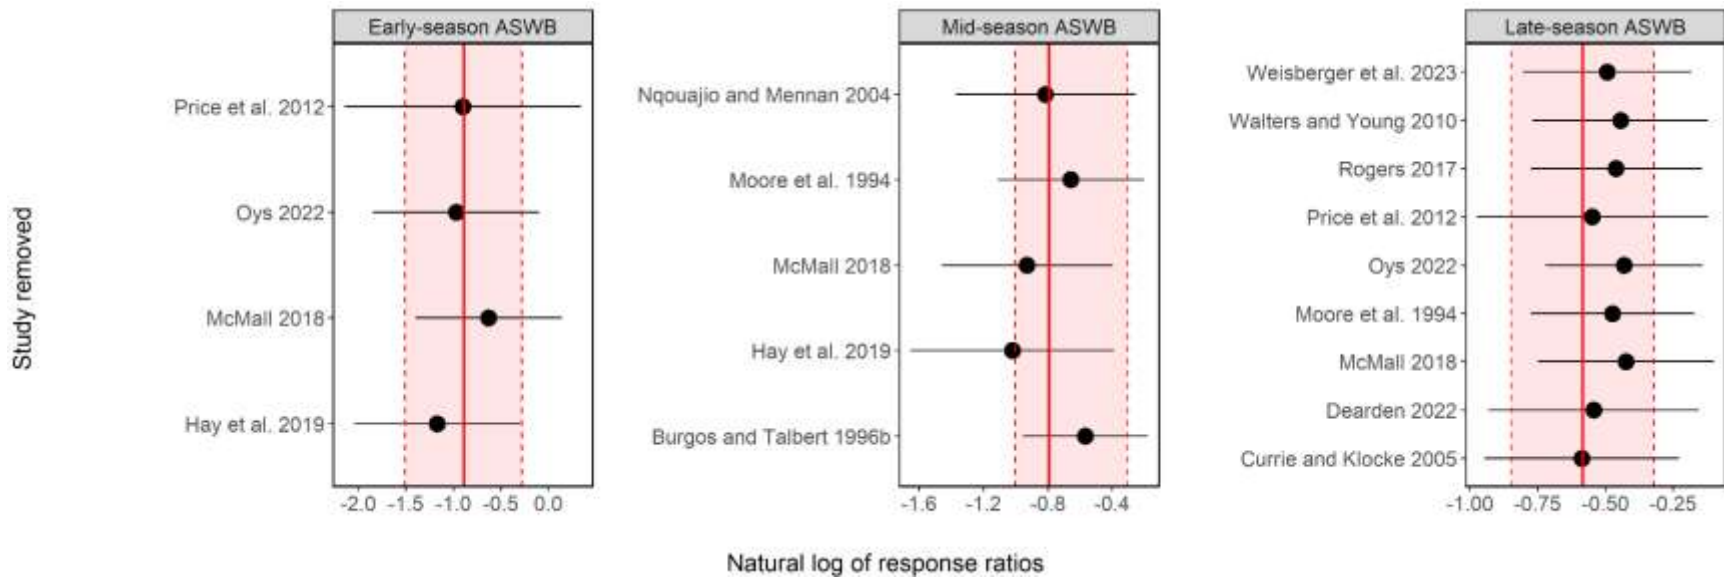 Early-season ASWB
Mid-season ASWB
Late-season ASWB
Study removed
Price et al. 2012
Oys 2022
McMall 2018
Hay et al. 2019
-2.0 -1.5 -1.0 -0.5 0.0
Nqouajio and Mennan 2004
Moore et al. 1994
McMall 2018
Hay et al. 2019
Burgos and Talbert 1996b
-1.6 -1.2 -0.8 -0.4
Weisberger et al. 2023
Walters and Young 2010
Rogers 2017
Price et al. 2012
Oys 2022
Moore et al. 1994
McMall 2018
Dearden 2022
Currie and Klocke 2005
-1.00 -0.75 -0.50 -0.25
Natural log of response ratios